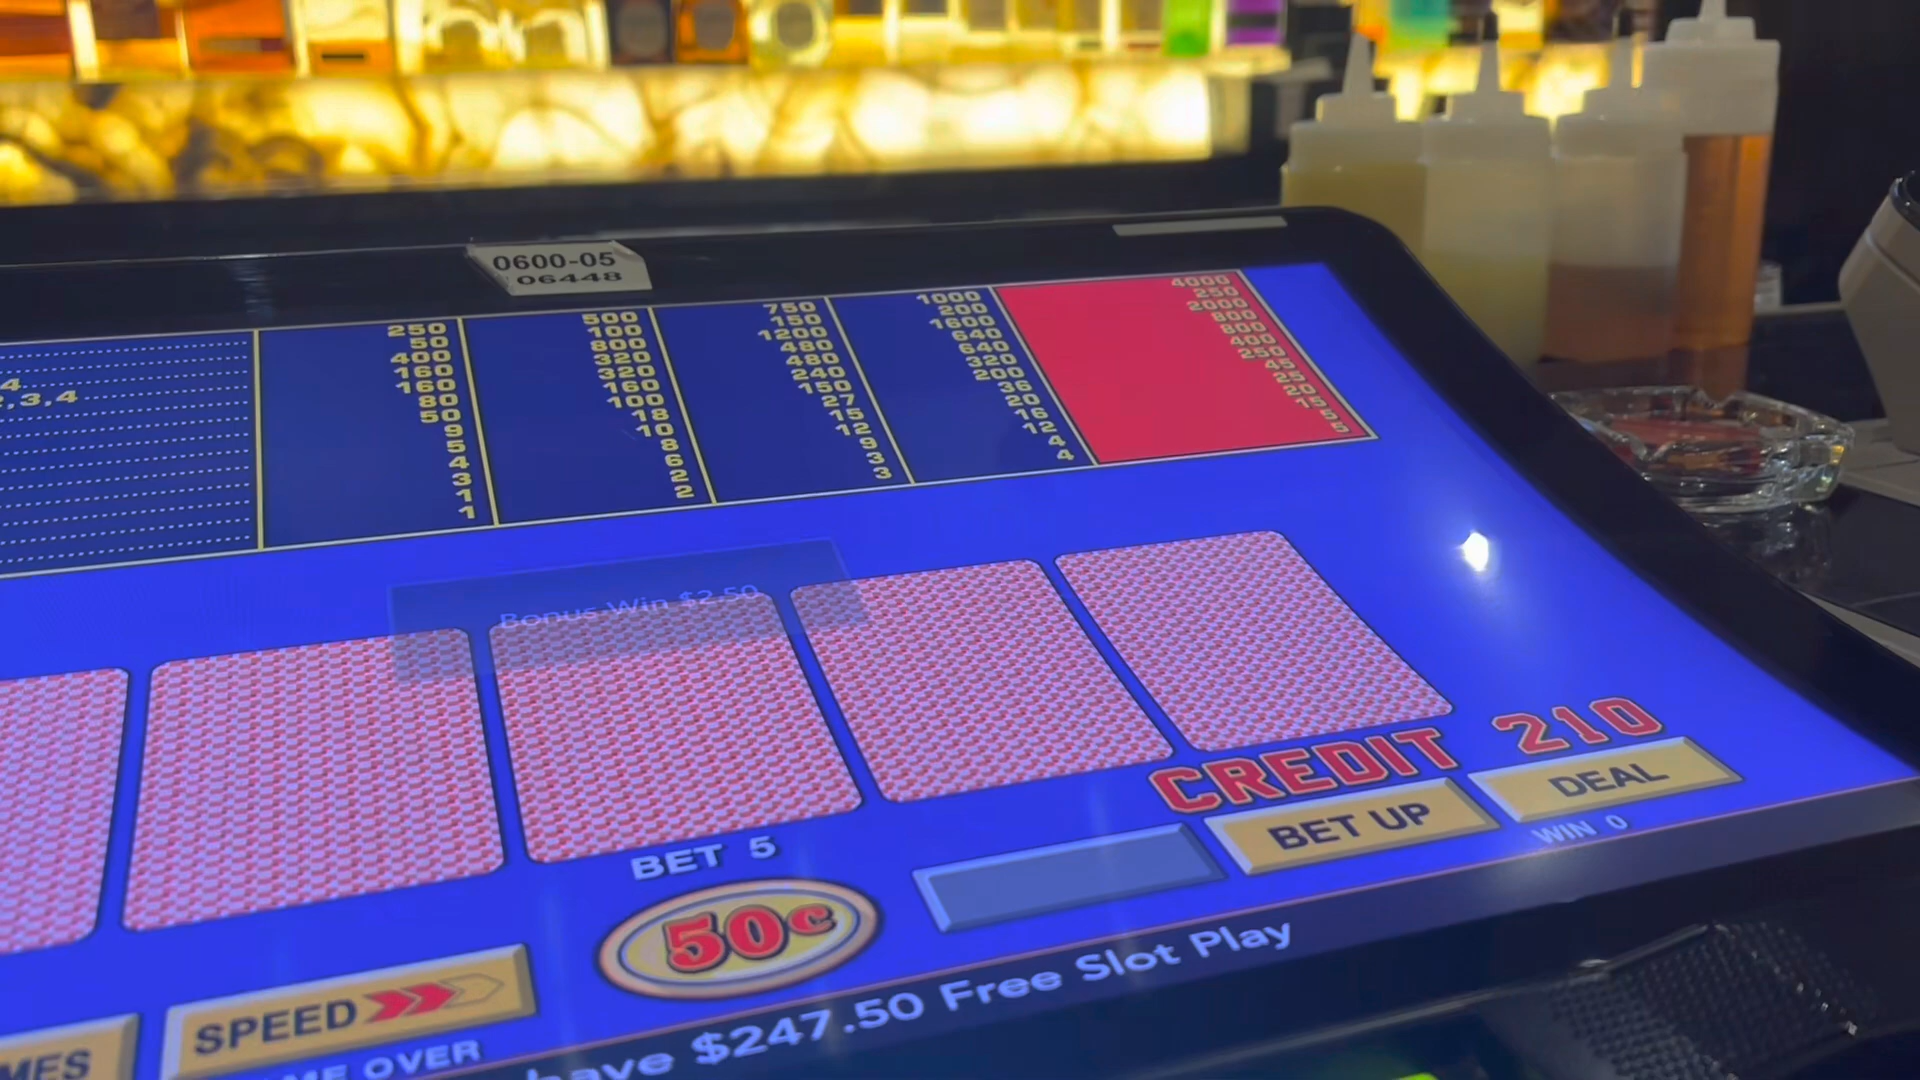 0600-05
06448
250 500 750 1000 4000
50 100 150 200 250
4 400 800 1200 1600 2000
,3,4 160 320 480 640 800
160 320 480 640 800
80 160 240 320 400
50 100 150 200 250
9 18 27 36 45
5 10 15 20 25
4 8 12 16 20
3 6 9 12 15
1 2 3 4 5
1 2 3 4 5
Bonus Win $2.50
CREDIT 210
BET 5
BET UP
DEAL
WIN 0
50¢
SPEED
MES
ME OVER
have $247.50 Free Slot Play